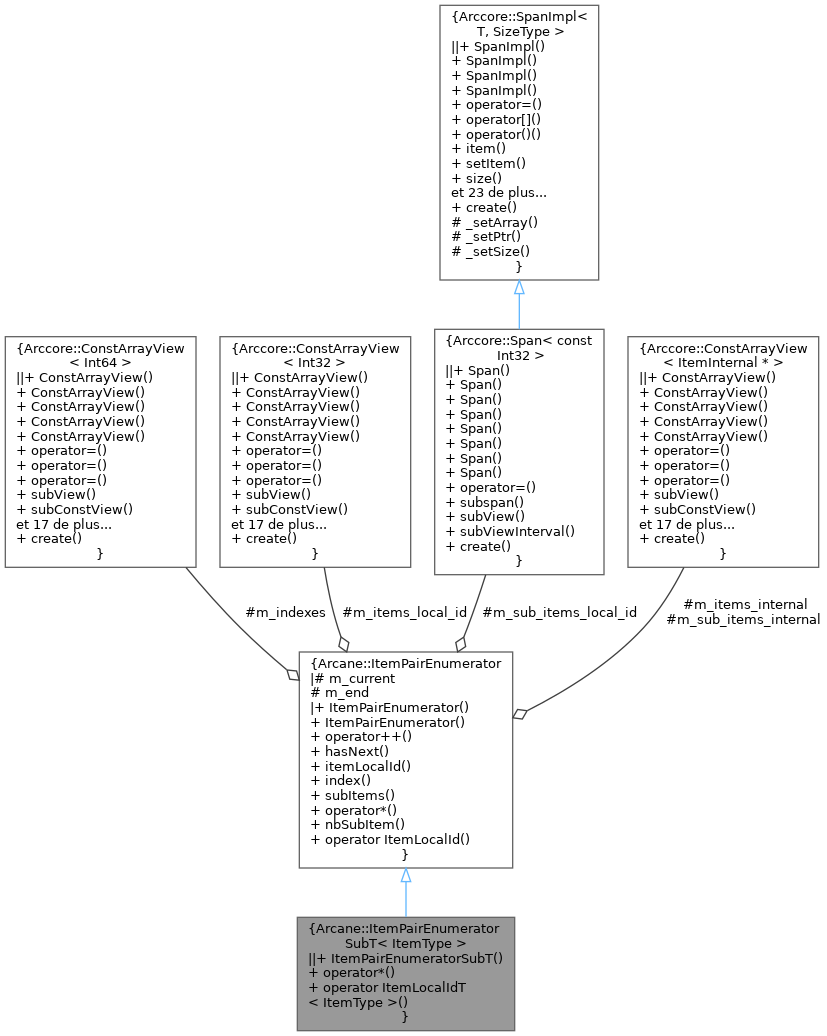 {Arccore::SpanImpl<
T, SizeType >
||+ SpanImpl()
+ SpanImpl()
+ SpanImpl()
+ SpanImpl()
+ operator=()
+ operator[]()
+ operator()()
+ item()
+ setItem()
+ size()
et 23 de plus...
+ create()
# _setArray()
# _setPtr()
# _setSize()
}
{Arccore::ConstArrayView
< Int64 >
||+ ConstArrayView()
+ ConstArrayView()
+ ConstArrayView()
+ ConstArrayView()
+ ConstArrayView()
+ operator=()
+ operator=()
+ operator=()
+ subView()
+ subConstView()
et 17 de plus...
+ create()
}
{Arccore::ConstArrayView
< Int32 >
||+ ConstArrayView()
+ ConstArrayView()
+ ConstArrayView()
+ ConstArrayView()
+ ConstArrayView()
+ operator=()
+ operator=()
+ operator=()
+ subView()
+ subConstView()
et 17 de plus...
+ create()
}
{Arccore::Span< const
Int32 >
||+ Span()
+ Span()
+ Span()
+ Span()
+ Span()
+ Span()
+ Span()
+ Span()
+ operator=()
+ subspan()
+ subView()
+ subViewInterval()
+ create()
}
{Arccore::ConstArrayView
< ItemInternal * >
||+ ConstArrayView()
+ ConstArrayView()
+ ConstArrayView()
+ ConstArrayView()
+ ConstArrayView()
+ operator=()
+ operator=()
+ operator=()
+ subView()
+ subConstView()
et 17 de plus...
+ create()
}
#m_indexes
#m_items_local_id
#m_sub_items_local_id
#m_items_internal
#m_sub_items_internal
{Arcane::ItemPairEnumerator
|# m_current
# m_end
|+ ItemPairEnumerator()
+ ItemPairEnumerator()
+ operator++()
+ hasNext()
+ itemLocalId()
+ index()
+ subItems()
+ operator*()
+ nbSubItem()
+ operator ItemLocalId()
}
{Arcane::ItemPairEnumerator
SubT< ItemType >
||+ ItemPairEnumeratorSubT()
+ operator*()
+ operator ItemLocalIdT
< ItemType >()
}